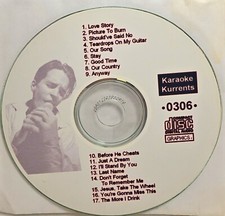 1. Love Story
2. Picture To Burn
3. Should've Said No
4. Teardrops On My Guitar
5. Our Song
6. Stay
7. Good Time
8. Our Country
9. Anyway
Karaoke
Kurrents
·0306·
COMPACT
DISC
GRAPHICS
10. Before He Cheats
11. Just A Dream
12. I'll Stand By You
13. Last Name
14. Don't Forget
To Remember Me
15. Jesus, Take The Wheel
16. You're Gonna Miss This
17. The More I Drink